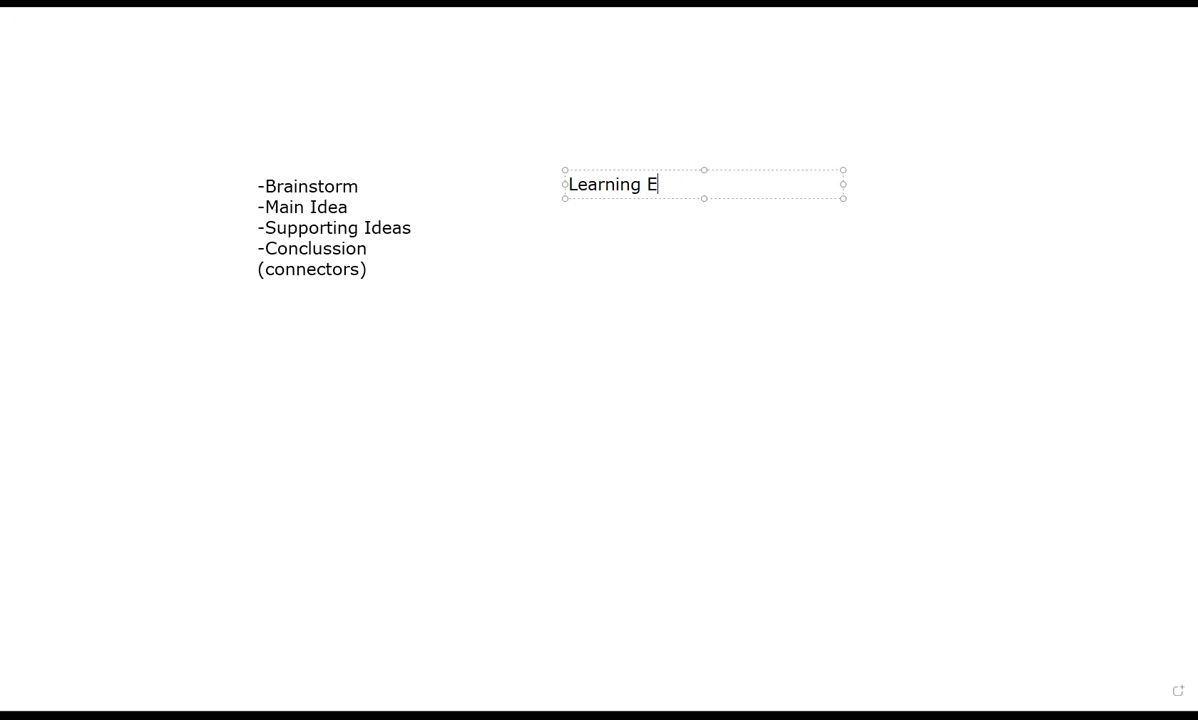 -Brainstorm
-Main Idea
-Supporting Ideas
-Conclussion
(connectors)
Learning E